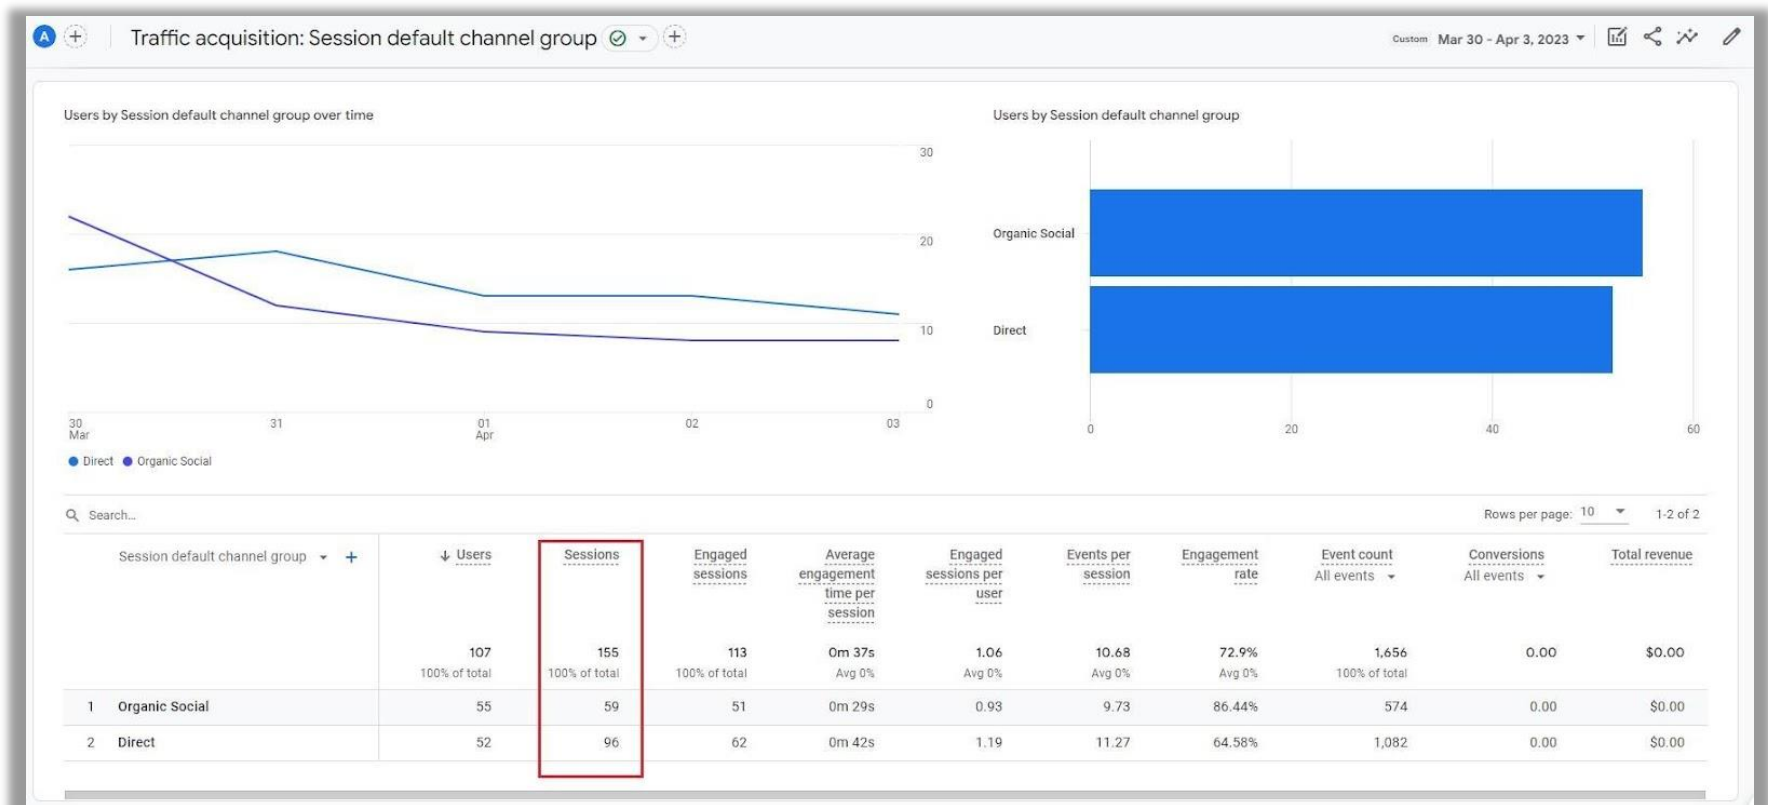 A
Traffic acquisition: Session default channel group
Custom Mar 30 - Apr 3, 2023
Users by Session default channel group over time
30
20
10
0
30 Mar
31
01 Apr
02
03
Direct Organic Social
Users by Session default channel group
Organic Social
Direct
0 20 40 60
Search...
Rows per page: 10 1-2 of 2
Session default channel group
Users
Sessions
Engaged sessions
Average engagement time per session
Engaged sessions per user
Events per session
Engagement rate
Event count
All events
Conversions
All events
Total revenue
107 155 113 0m 37s 1.06 10.68 72.9% 1,656 0.00 $0.00
100% of total 100% of total 100% of total Avg 0% Avg 0% Avg 0% Avg 0% 100% of total
1 Organic Social 55 59 51 0m 29s 0.93 9.73 86.44% 574 0.00 $0.00
2 Direct 52 96 62 0m 42s 1.19 11.27 64.58% 1,082 0.00 $0.00